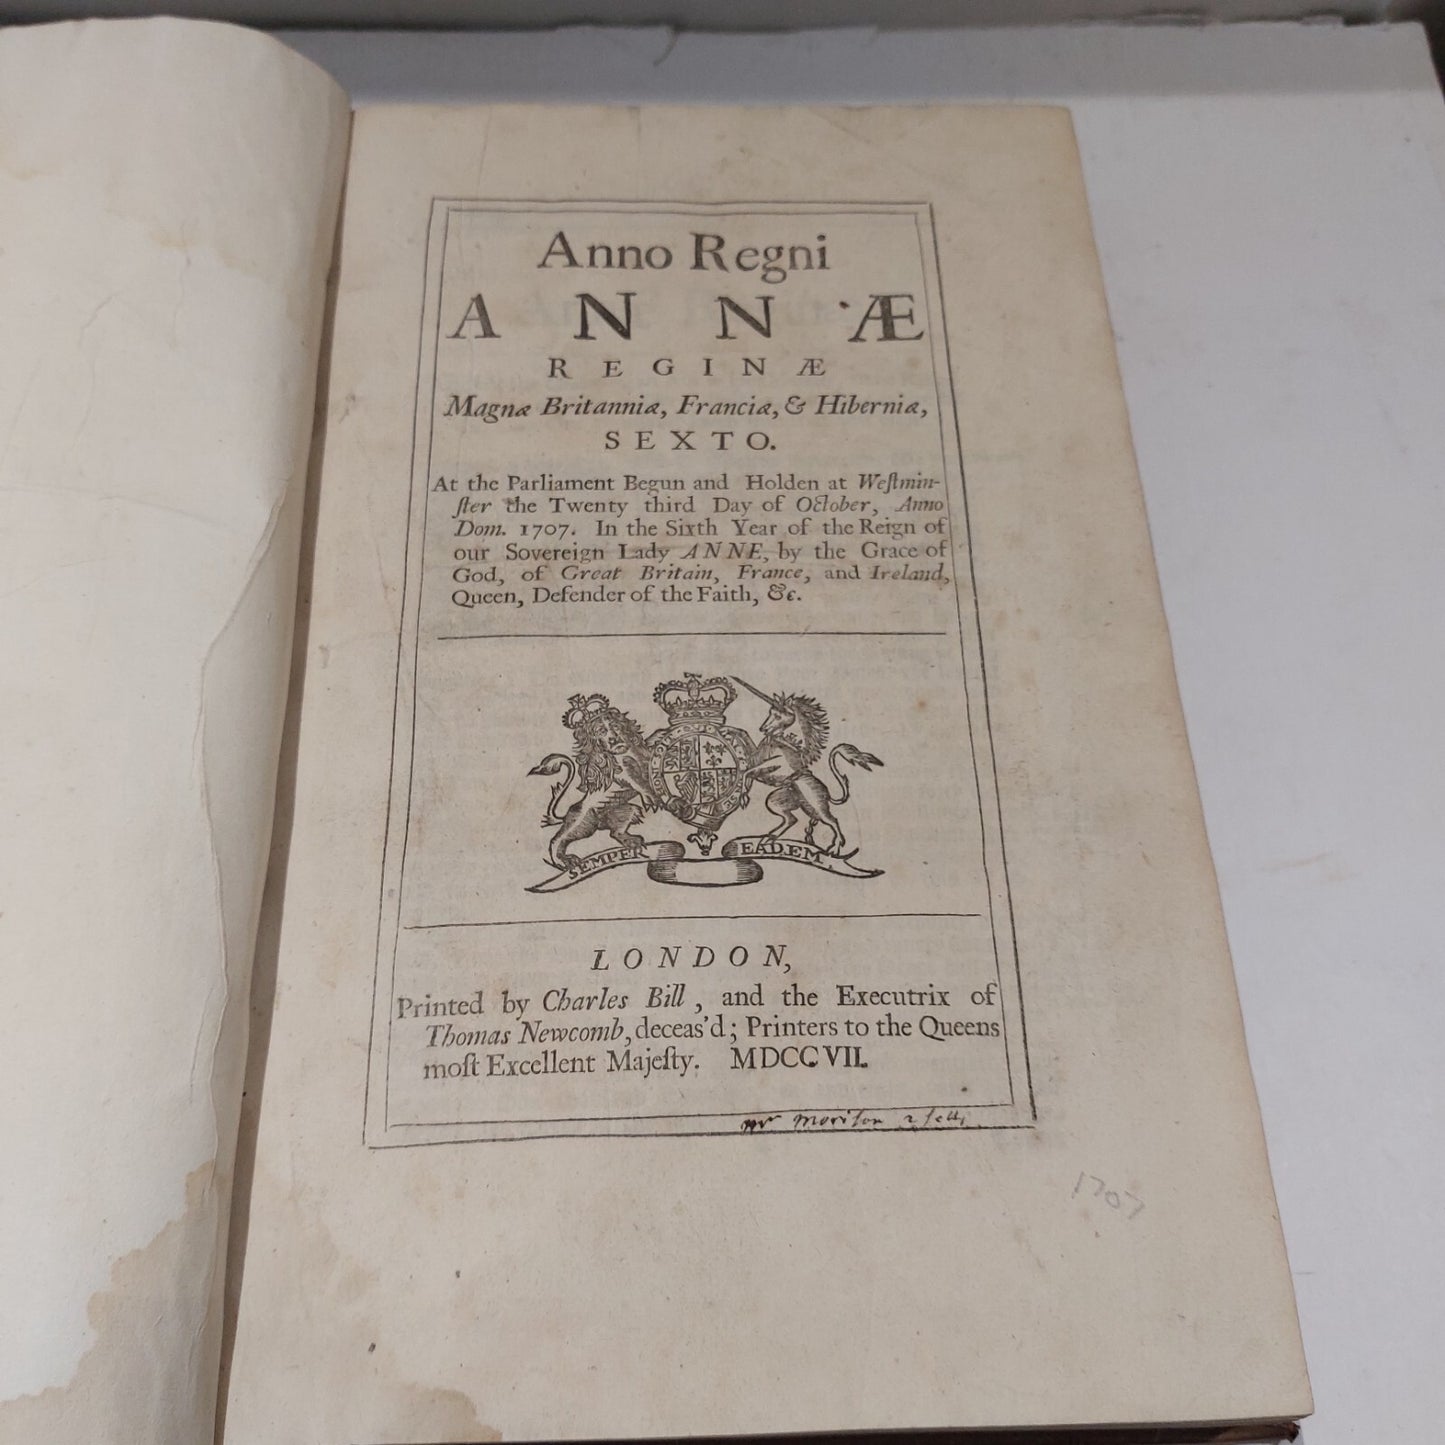 Anno Regni
ANNÆ
REGINÆ
Magnæ Britanniæ, Franciæ, & Hiberniæ,
SEXTO.
At the Parliament Begun and Holden at Weſtmin-
ſter the Twenty third Day of October, Anno
Dom. 1707. In the Sixth Year of the Reign of
our Sovereign Lady ANNE, by the Grace of
God, of Great Britain, France, and Ireland,
Queen, Defender of the Faith, &c.
SEMPER EADEM.
LONDON,
Printed by Charles Bill, and the Executrix of
Thomas Newcomb, deceas'd; Printers to the Queens
moſt Excellent Majeſty. MDCCVII.
mr Moriſon
1707